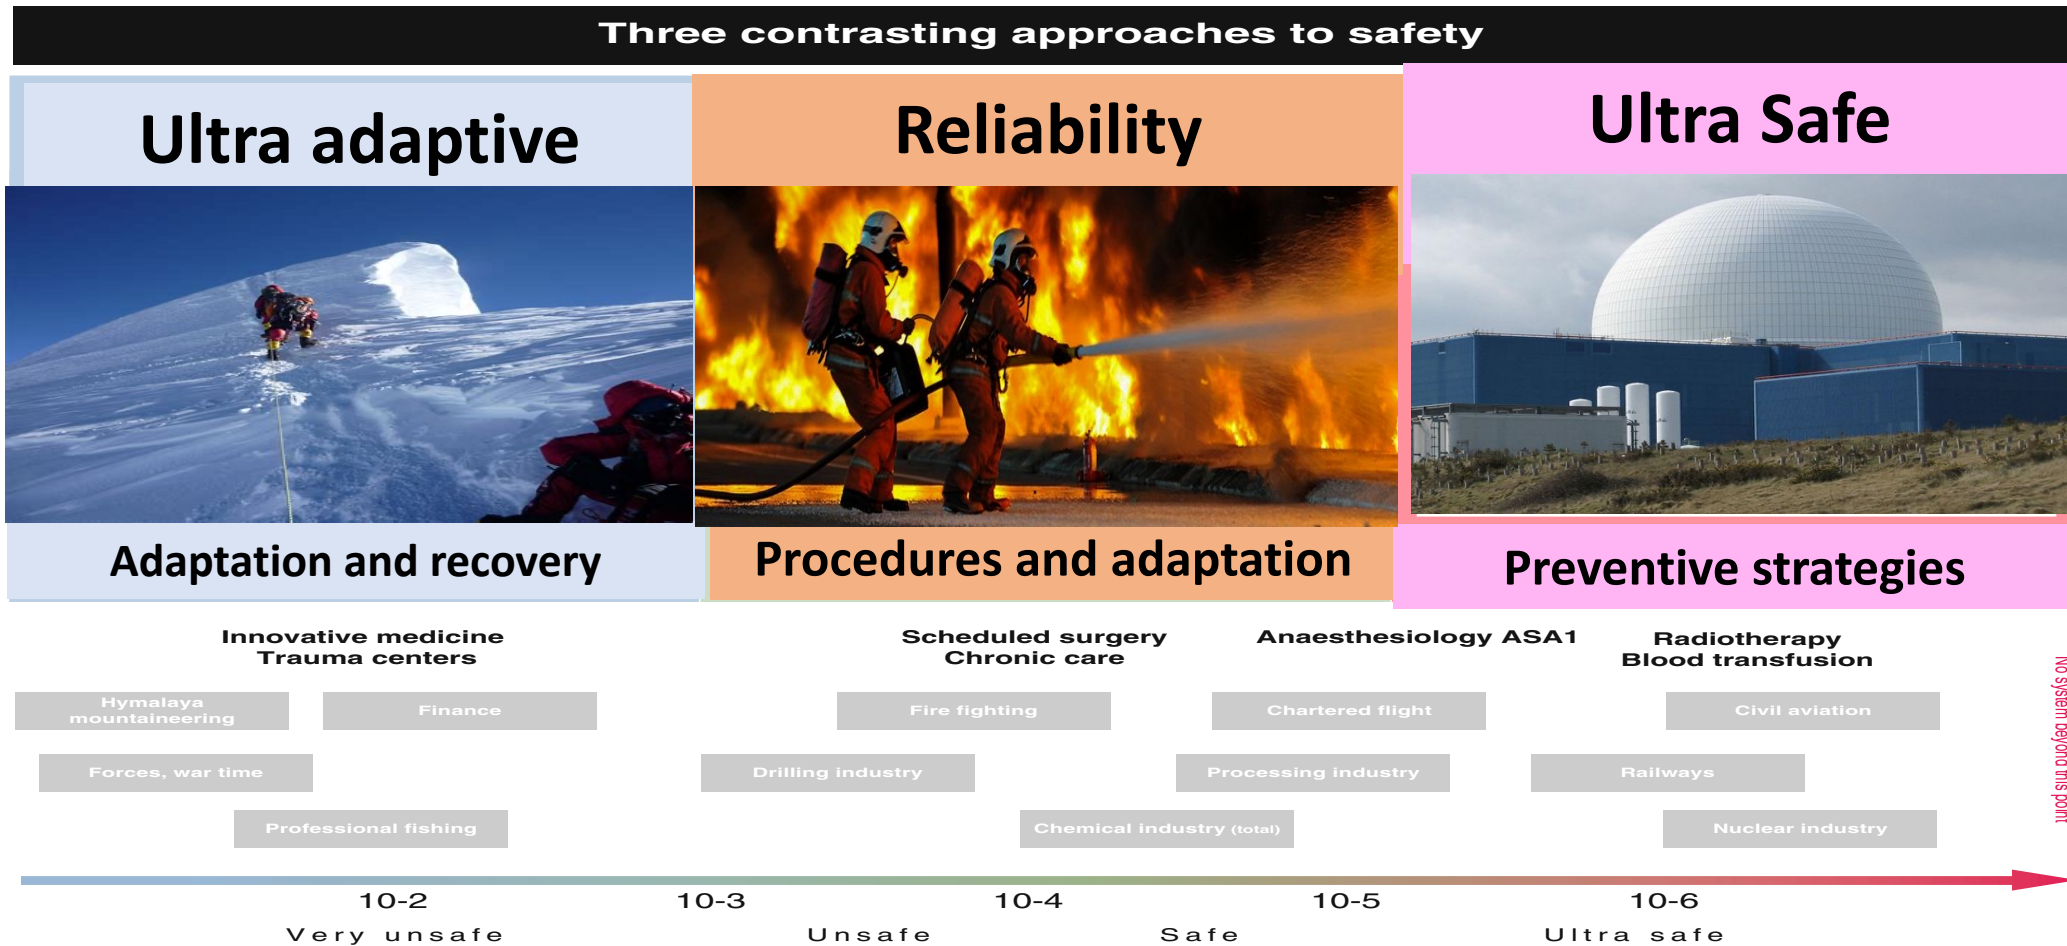 Three contrasting approaches to safety
Ultra adaptive
Reliability
Ultra Safe
Adaptation and recovery
Procedures and adaptation
Preventive strategies
Innovative medicine
Trauma centers
Scheduled surgery
Chronic care
Anaesthesiology ASA1
Radiotherapy
Blood transfusion
Hymalaya
mountaineering
Finance
Fire fighting
Chartered flight
Civil aviation
Forces, war time
Drilling industry
Processing industry
Railways
Professional fishing
Chemical industry (total)
Nuclear industry
No system beyond this point
10-2
10-3
10-4
10-5
10-6
Very unsafe
Unsafe
Safe
Ultra safe